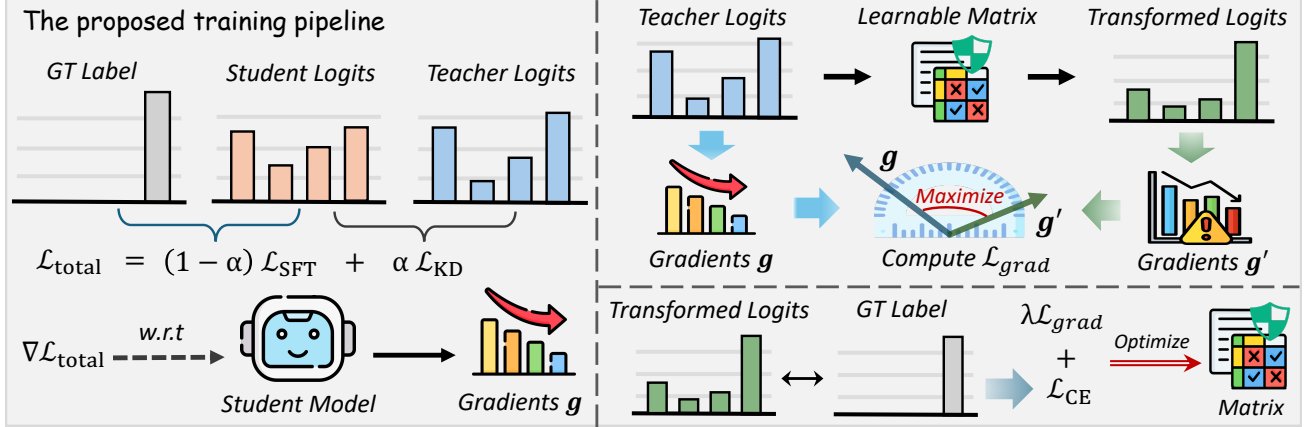 The proposed training pipeline
GT Label
Student Logits
Teacher Logits
ℒtotal = (1 − α) ℒSFT + α ℒKD
∇ℒtotal
w.r.t
Student Model
Gradients g
Teacher Logits
Learnable Matrix
Transformed Logits
g
Maximize
g′
Gradients g
Compute ℒgrad
Gradients g′
Transformed Logits
GT Label
λℒgrad
+
ℒCE
Optimize
Matrix